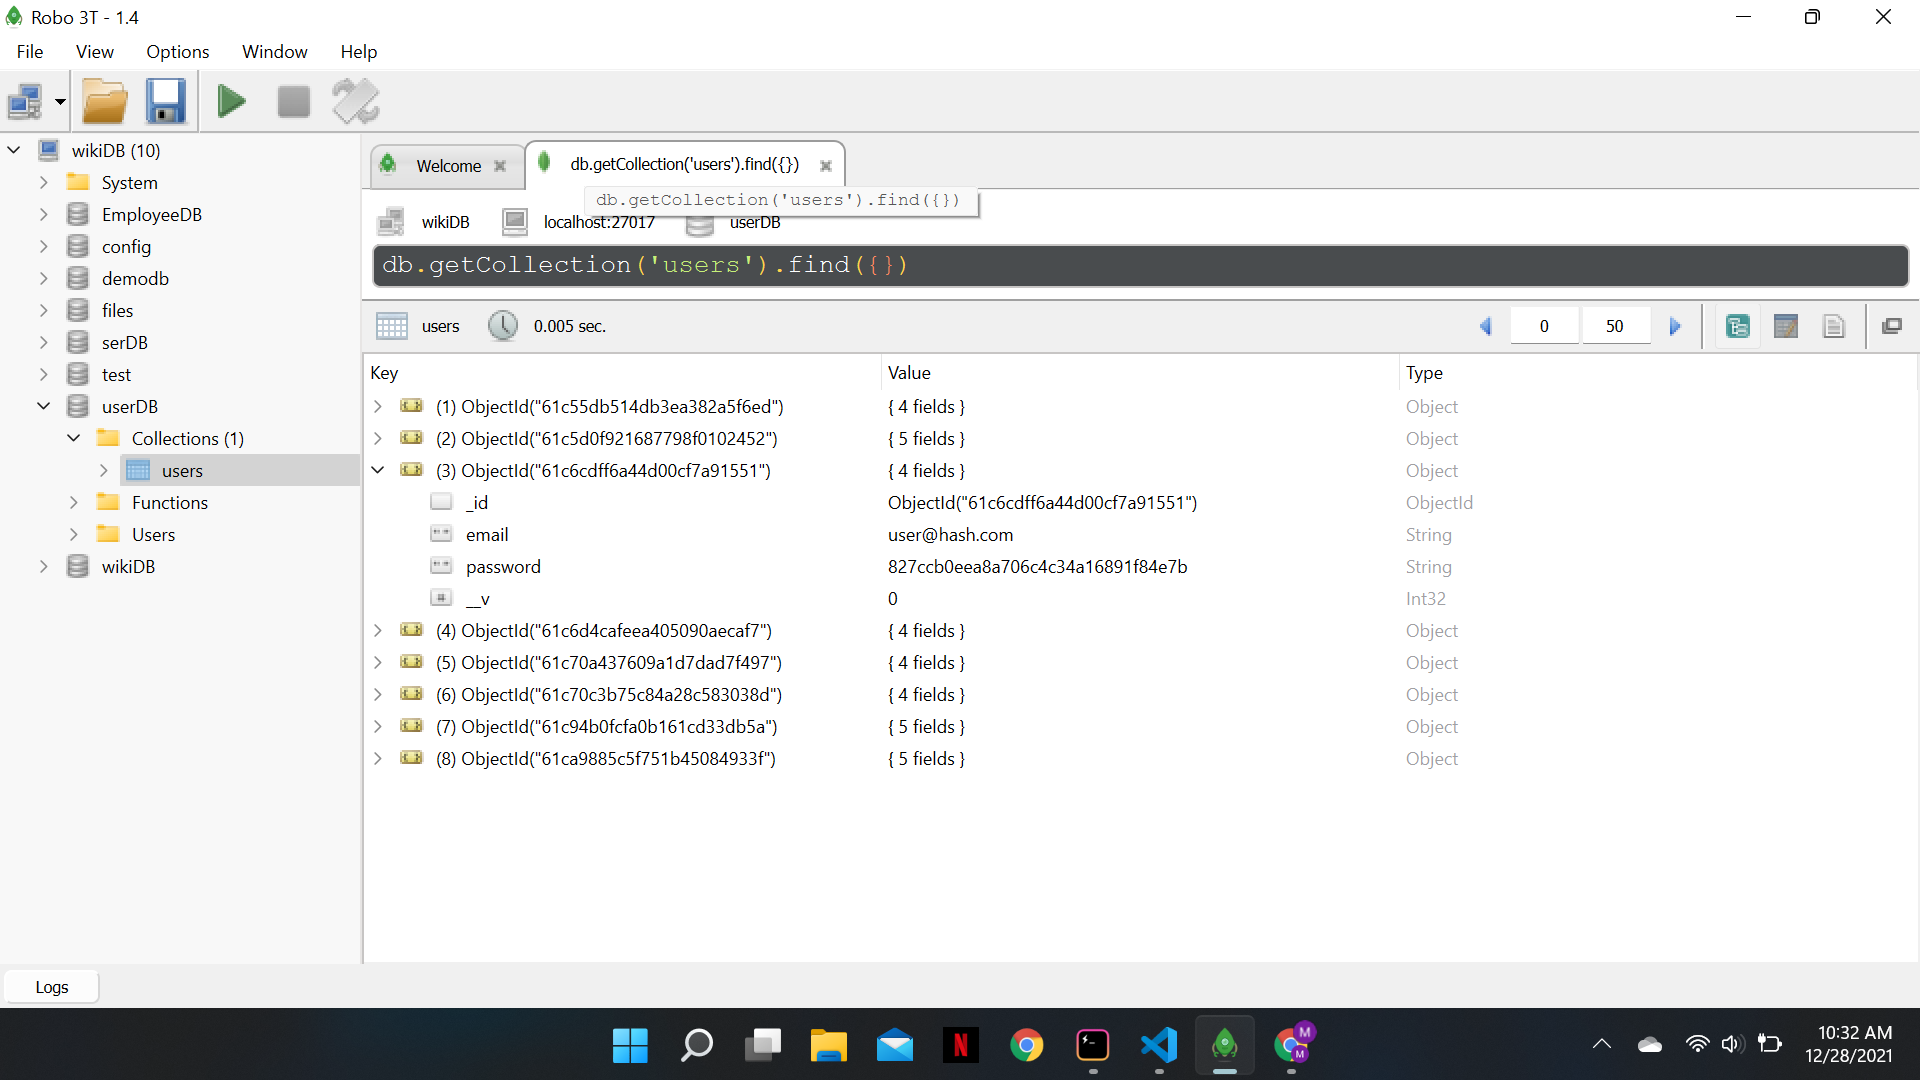 Robo 3T - 1.4
File View Options Window Help
wikiDB (10)
System
EmployeeDB
config
demodb
files
serDB
test
userDB
Collections (1)
users
Functions
Users
wikiDB
Welcome db.getCollection('users').find({})
db.getCollection('users').find({})
wikiDB localhost:27017 userDB
db.getCollection('users').find({})
users 0.005 sec. 0 50
Key Value Type
(1) ObjectId("61c55db514db3ea382a5f6ed") { 4 fields } Object
(2) ObjectId("61c5d0f921687798f0102452") { 5 fields } Object
(3) ObjectId("61c6cdff6a44d00cf7a91551") { 4 fields } Object
_id ObjectId("61c6cdff6a44d00cf7a91551") ObjectId
email user@hash.com String
password 827ccb0eea8a706c4c34a16891f84e7b String
__v 0 Int32
(4) ObjectId("61c6d4cafeea405090aecaf7") { 4 fields } Object
(5) ObjectId("61c70a437609a1d7dad7f497") { 4 fields } Object
(6) ObjectId("61c70c3b75c84a28c583038d") { 4 fields } Object
(7) ObjectId("61c94b0fcfa0b161cd33db5a") { 5 fields } Object
(8) ObjectId("61ca9885c5f751b45084933f") { 5 fields } Object
Logs
N
M
M
10:32 AM
12/28/2021